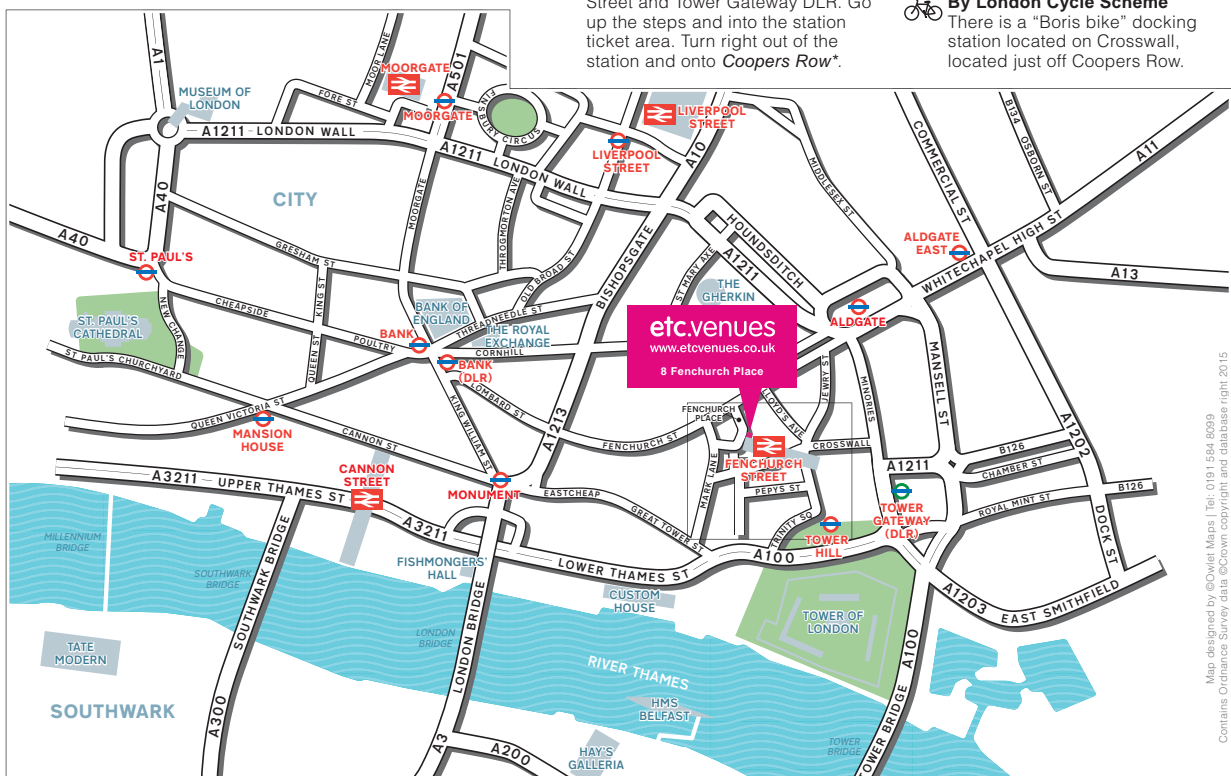 Street and Tower Gateway DLR. Go
up the steps and into the station
ticket area. Turn right out of the
station and onto Coopers Row*.
By London Cycle Scheme
There is a “Boris bike” docking
station located on Crosswall,
located just off Coopers Row.
A1
MOOR LANE
MOORGATE
A501
MUSEUM OF
LONDON
FORE ST
MOORGATE
FINSBURY CIRCUS
LIVERPOOL
STREET
A1211
LONDON WALL
A1211
LONDON WALL
LIVERPOOL
STREET
A10
MIDDLESEX ST
COMMERCIAL ST
B134
OSBORN ST
A11
CITY
A40
MOORGATE
THROGMORTON AVE
HOUNDSDITCH
A1211
ST MARY AXE
BISHOPSGATE
ALDGATE
EAST
WHITECHAPEL HIGH ST
A13
A40
ST. PAUL'S
GRESHAM ST
KING ST
OLD BROAD ST
THE
GHERKIN
ALDGATE
NEW CHANGE
CHEAPSIDE
BANK OF
ENGLAND
THREADNEEDLE ST
THE ROYAL
EXCHANGE
ST. PAUL'S
CATHEDRAL
ST PAUL'S CHURCHYARD
POULTRY
BANK
CORNHILL
BANK
(DLR)
etc.venues
www.etcvenues.co.uk
8 Fenchurch Place
QUEEN ST
QUEEN VICTORIA ST
MANSION
HOUSE
CANNON ST
KING WILLIAM ST
LOMBARD ST
A1213
FENCHURCH ST
FENCHURCH
PLACE
LLOYD'S AVE
JEWRY ST
MINORIES
MANSELL ST
CROSSWALL
FENCHURCH
STREET
MARK LANE
PEPYS ST
A1211
B126
CHAMBER ST
A1202
B126
ROYAL MINT ST
DOCK ST
A3211
UPPER THAMES ST
CANNON
STREET
MONUMENT
EASTCHEAP
GREAT TOWER ST
TRINITY SQ
TOWER
HILL
TOWER
GATEWAY
(DLR)
A3211
A100
LOWER THAMES ST
MILLENNIUM
BRIDGE
SOUTHWARK
BRIDGE
SOUTHWARK BRIDGE
FISHMONGERS'
HALL
CUSTOM
HOUSE
TOWER OF
LONDON
A1203
EAST SMITHFIELD
LONDON
BRIDGE
LONDON BRIDGE
RIVER THAMES
TATE
MODERN
SOUTHWARK
A300
A3
A200
HMS
BELFAST
HAY'S
GALLERIA
TOWER
BRIDGE
A100
TOWER BRIDGE
Map designed by ©Owlet Maps | Tel: 0191 584 8099
Contains Ordnance Survey data ©Crown copyright and database right 2015